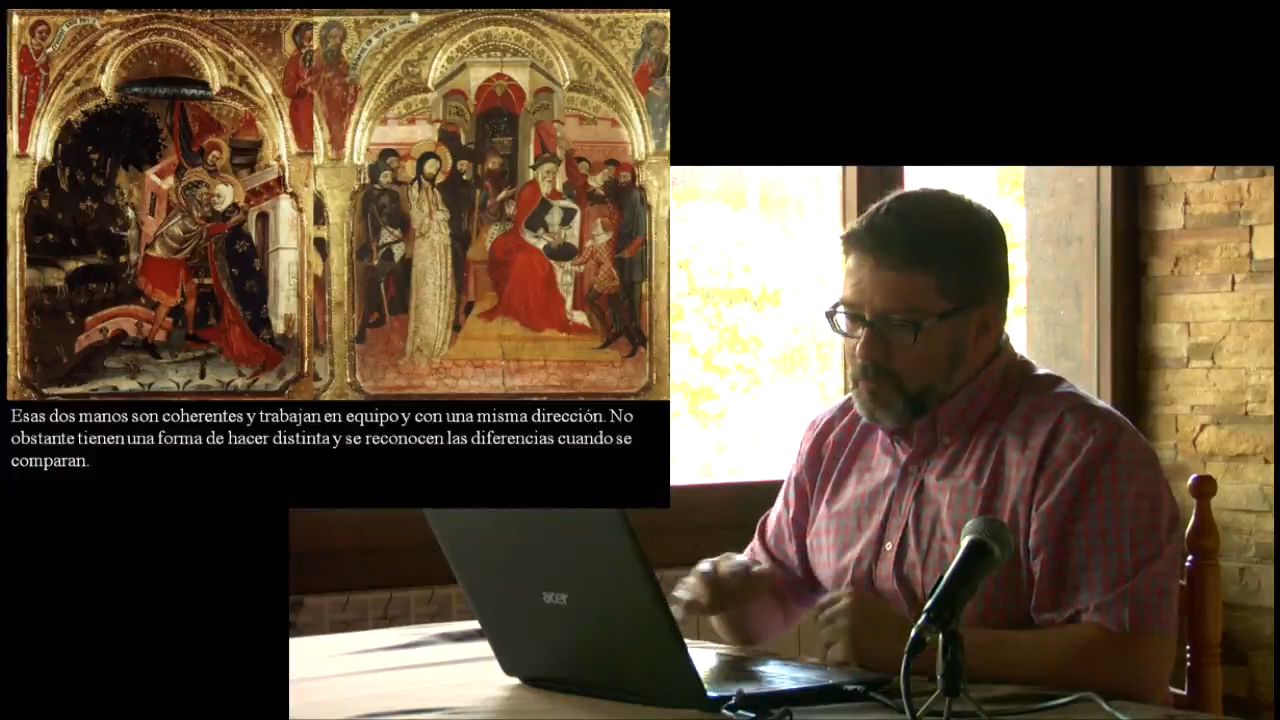 Esas dos manos son coherentes y trabajan en equipo y con una misma dirección. No
obstante tienen una forma de hacer distinta y se reconocen las diferencias cuando se
comparan.
acer